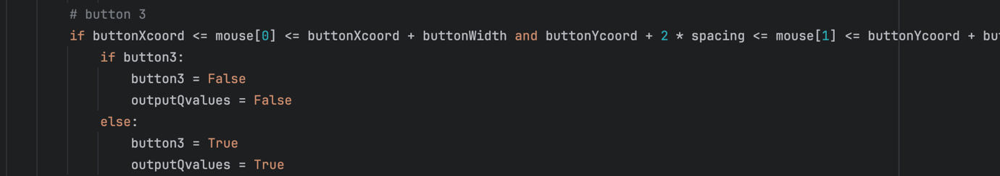 # button 3
if buttonXcoord <= mouse[0] <= buttonXcoord + buttonWidth and buttonYcoord + 2 * spacing <= mouse[1] <= buttonYcoord +
if button3:
button3 = False
outputQvalues = False
else:
button3 = True
outputQvalues = True